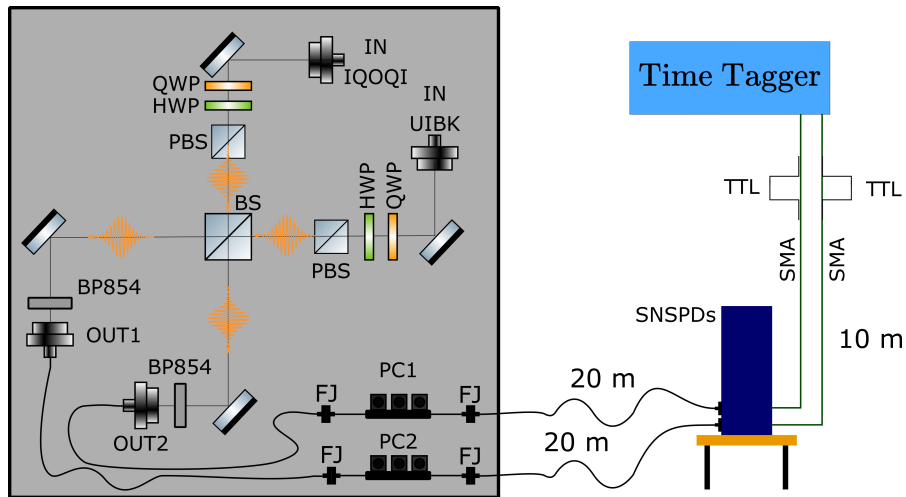 IN
IQOQI
QWP
HWP
PBS
IN
UIBK
BS
HWP
QWP
PBS
BP854
OUT1
BP854
OUT2
FJ
PC1
FJ
FJ
PC2
FJ
20 m
20 m
Time Tagger
TTL
TTL
SMA
SMA
SNSPDs
10 m